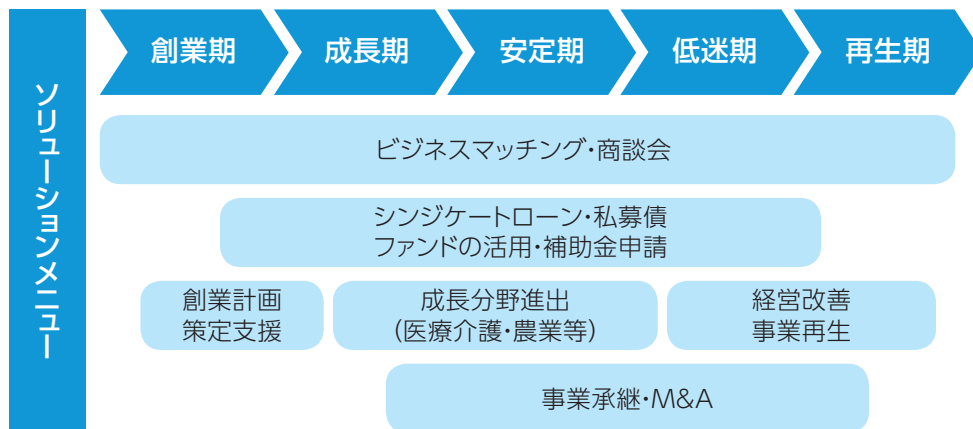 ソリューションメニュー
創業期
成長期
安定期
低迷期
再生期
ビジネスマッチング・商談会
シンジケートローン・私募債
ファンドの活用・補助金申請
創業計画
策定支援
成長分野進出
（医療介護・農業等）
経営改善
事業再生
事業承継・M&A